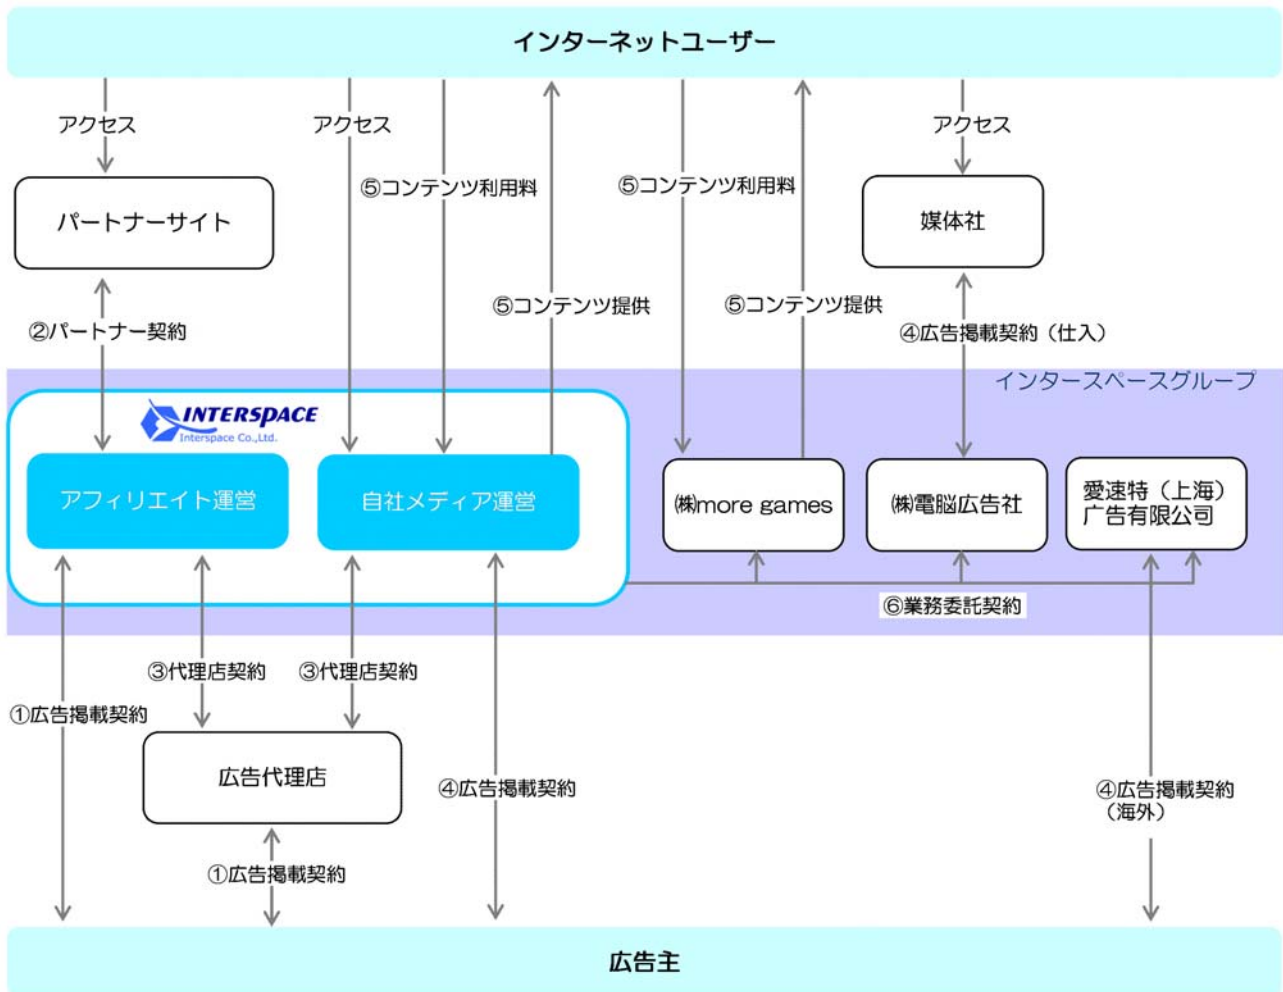 インターネットユーザー
アクセス
アクセス
アクセス
⑤コンテンツ利用料
⑤コンテンツ利用料
パートナーサイト
媒体社
⑤コンテンツ提供
⑤コンテンツ提供
②パートナー契約
④広告掲載契約（仕入）
インタースペースグループ
INTERSPACE
Interspace Co.,Ltd.
アフィリエイト運営
自社メディア運営
㈱more games
㈱電脳広告社
愛速特（上海）
广告有限公司
⑥業務委託契約
③代理店契約
③代理店契約
①広告掲載契約
広告代理店
④広告掲載契約
④広告掲載契約
（海外）
①広告掲載契約
広告主